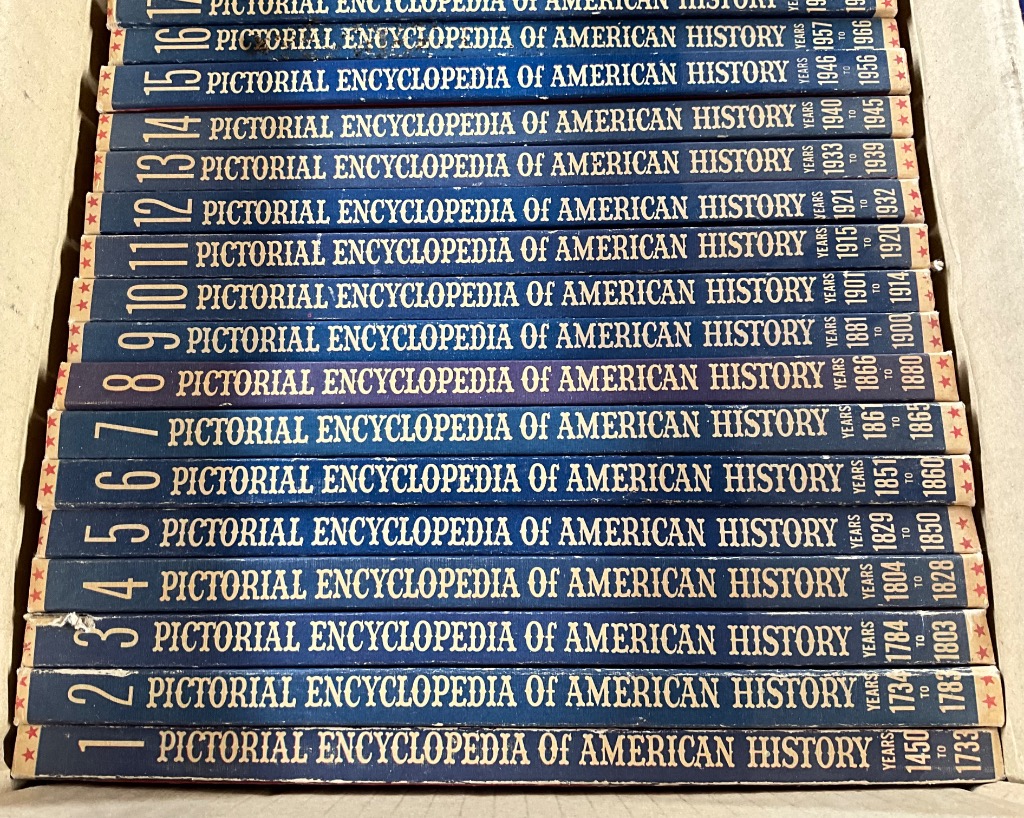 17 PICTORIAL ENCYCLOPEDIA Of AMERICAN HISTORY
16 PICTORIAL ENCYCLOPEDIA Of AMERICAN HISTORY YEARS 1957 TO 1966
15 PICTORIAL ENCYCLOPEDIA Of AMERICAN HISTORY YEARS 1946 TO 1956
14 PICTORIAL ENCYCLOPEDIA Of AMERICAN HISTORY YEARS 1940 TO 1945
13 PICTORIAL ENCYCLOPEDIA Of AMERICAN HISTORY YEARS 1933 TO 1939
12 PICTORIAL ENCYCLOPEDIA Of AMERICAN HISTORY YEARS 1921 TO 1932
11 PICTORIAL ENCYCLOPEDIA Of AMERICAN HISTORY YEARS 1915 TO 1920
10 PICTORIAL ENCYCLOPEDIA Of AMERICAN HISTORY YEARS 1901 TO 1914
9 PICTORIAL ENCYCLOPEDIA Of AMERICAN HISTORY YEARS 1881 TO 1900
8 PICTORIAL ENCYCLOPEDIA Of AMERICAN HISTORY YEARS 1866 TO 1880
7 PICTORIAL ENCYCLOPEDIA Of AMERICAN HISTORY YEARS 1861 TO 1865
6 PICTORIAL ENCYCLOPEDIA Of AMERICAN HISTORY YEARS 1851 TO 1860
5 PICTORIAL ENCYCLOPEDIA Of AMERICAN HISTORY YEARS 1829 TO 1850
4 PICTORIAL ENCYCLOPEDIA Of AMERICAN HISTORY YEARS 1804 TO 1828
3 PICTORIAL ENCYCLOPEDIA Of AMERICAN HISTORY YEARS 1784 TO 1803
2 PICTORIAL ENCYCLOPEDIA Of AMERICAN HISTORY YEARS 1734 TO 1783
1 PICTORIAL ENCYCLOPEDIA Of AMERICAN HISTORY YEARS 1450 TO 1733